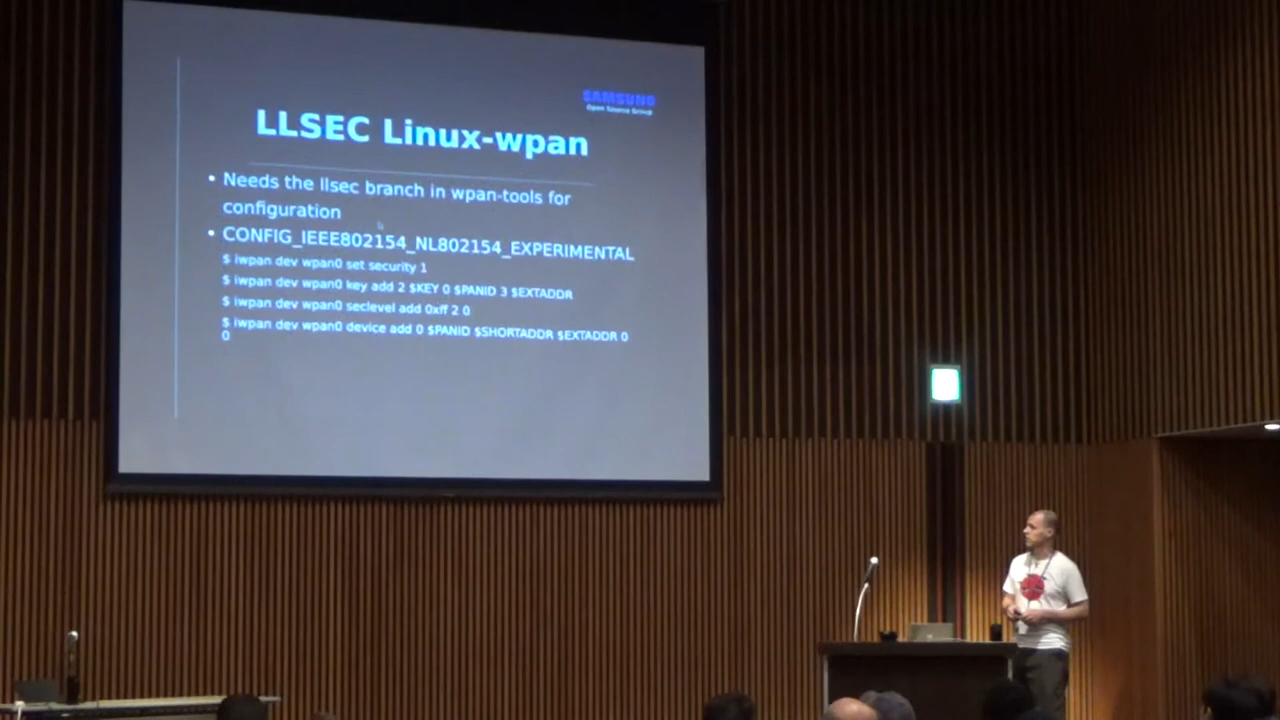 SAMSUNG
Open Source Group
LLSEC Linux-wpan
• Needs the llsec branch in wpan-tools for
configuration
• CONFIG_IEEE802154_NL802154_EXPERIMENTAL
$ iwpan dev wpan0 set security 1
$ iwpan dev wpan0 key add 2 $KEY 0 $PANID 3 $EXTADDR
$ iwpan dev wpan0 seclevel add 0xff 2 0
$ iwpan dev wpan0 device add 0 $PANID $SHORTADDR $EXTADDR 0
0